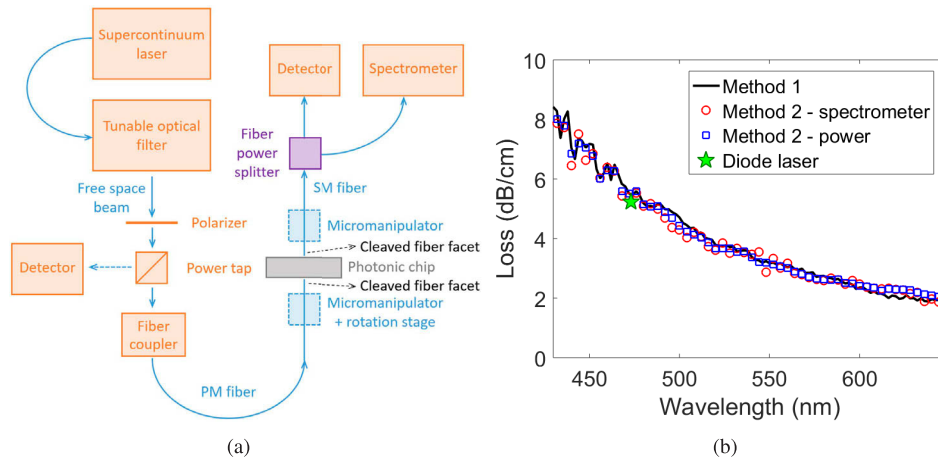 Supercontinuum
laser
Tunable optical
filter
Free space
beam
Polarizer
Detector
Power tap
Fiber
coupler
PM fiber
Detector
Spectrometer
Fiber
power
splitter
SM fiber
Micromanipulator
Cleaved fiber facet
Photonic chip
Cleaved fiber facet
Micromanipulator
+ rotation stage
(a)
Loss (dB/cm)
10
8
6
4
2
0
Method 1
Method 2 - spectrometer
Method 2 - power
Diode laser
450
500
550
600
Wavelength (nm)
(b)